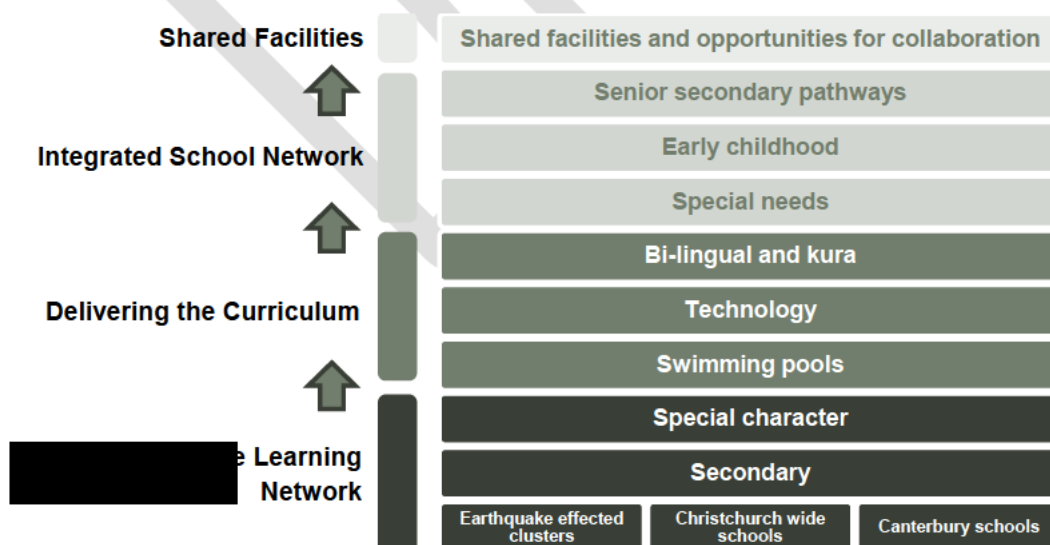 Shared Facilities
Shared facilities and opportunities for collaboration
Senior secondary pathways
Integrated School Network
Early childhood
Special needs
Bi-lingual and kura
Delivering the Curriculum
Technology
Swimming pools
Special character
Learning
Network
Secondary
Earthquake effected
clusters
Christchurch wide
schools
Canterbury schools